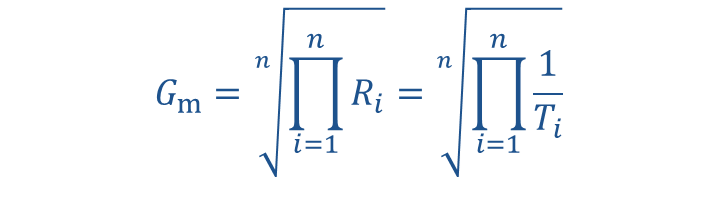 G_m = \sqrt[n]{\prod_{i=1}^{n} R_i} = \sqrt[n]{\prod_{i=1}^{n} \frac{1}{T_i}}